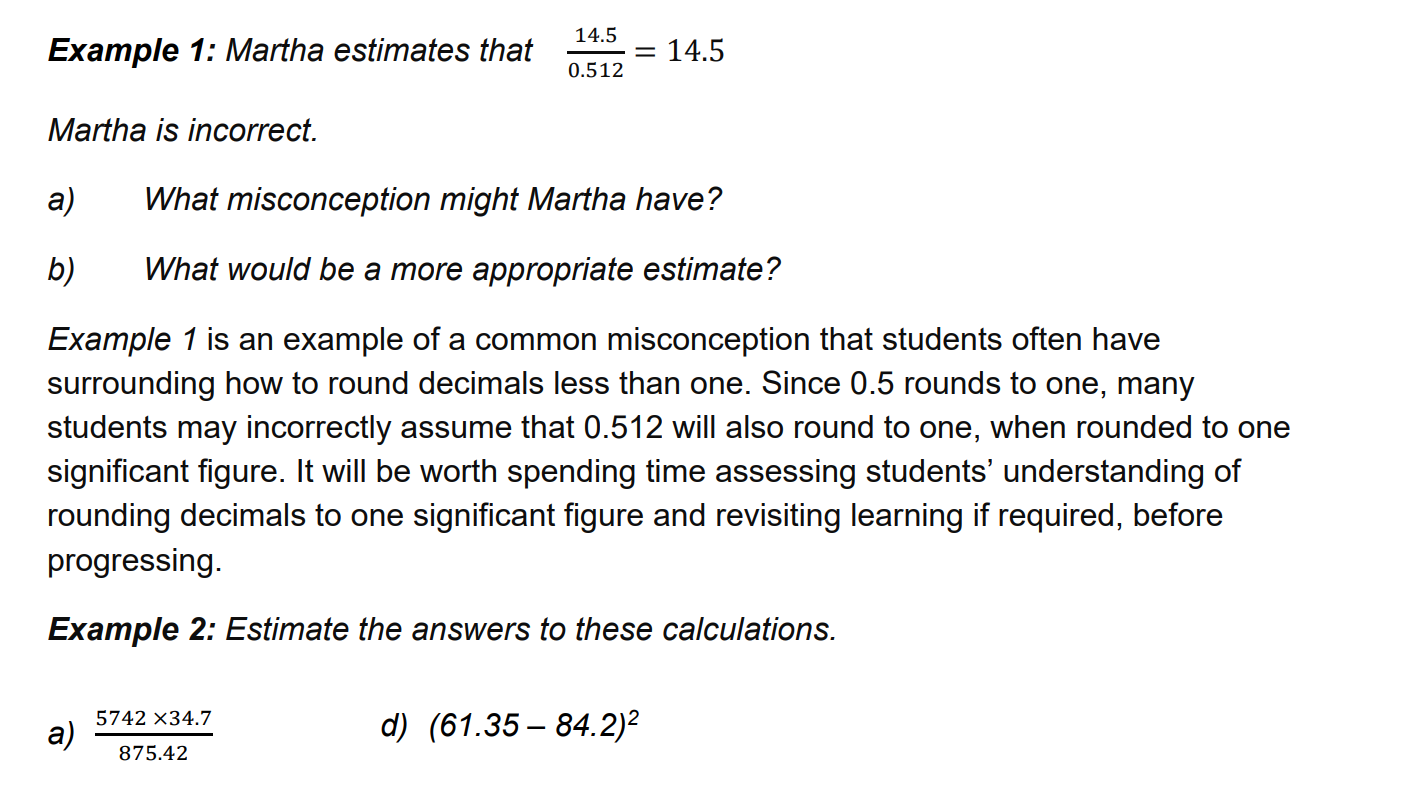 Example 1: Martha estimates that 14.5/0.512 = 14.5
Martha is incorrect.
a) What misconception might Martha have?
b) What would be a more appropriate estimate?
Example 1 is an example of a common misconception that students often have
surrounding how to round decimals less than one. Since 0.5 rounds to one, many
students may incorrectly assume that 0.512 will also round to one, when rounded to one
significant figure. It will be worth spending time assessing students’ understanding of
rounding decimals to one significant figure and revisiting learning if required, before
progressing.
Example 2: Estimate the answers to these calculations.
a) 5742 ×34.7/875.42 d) (61.35 – 84.2)²